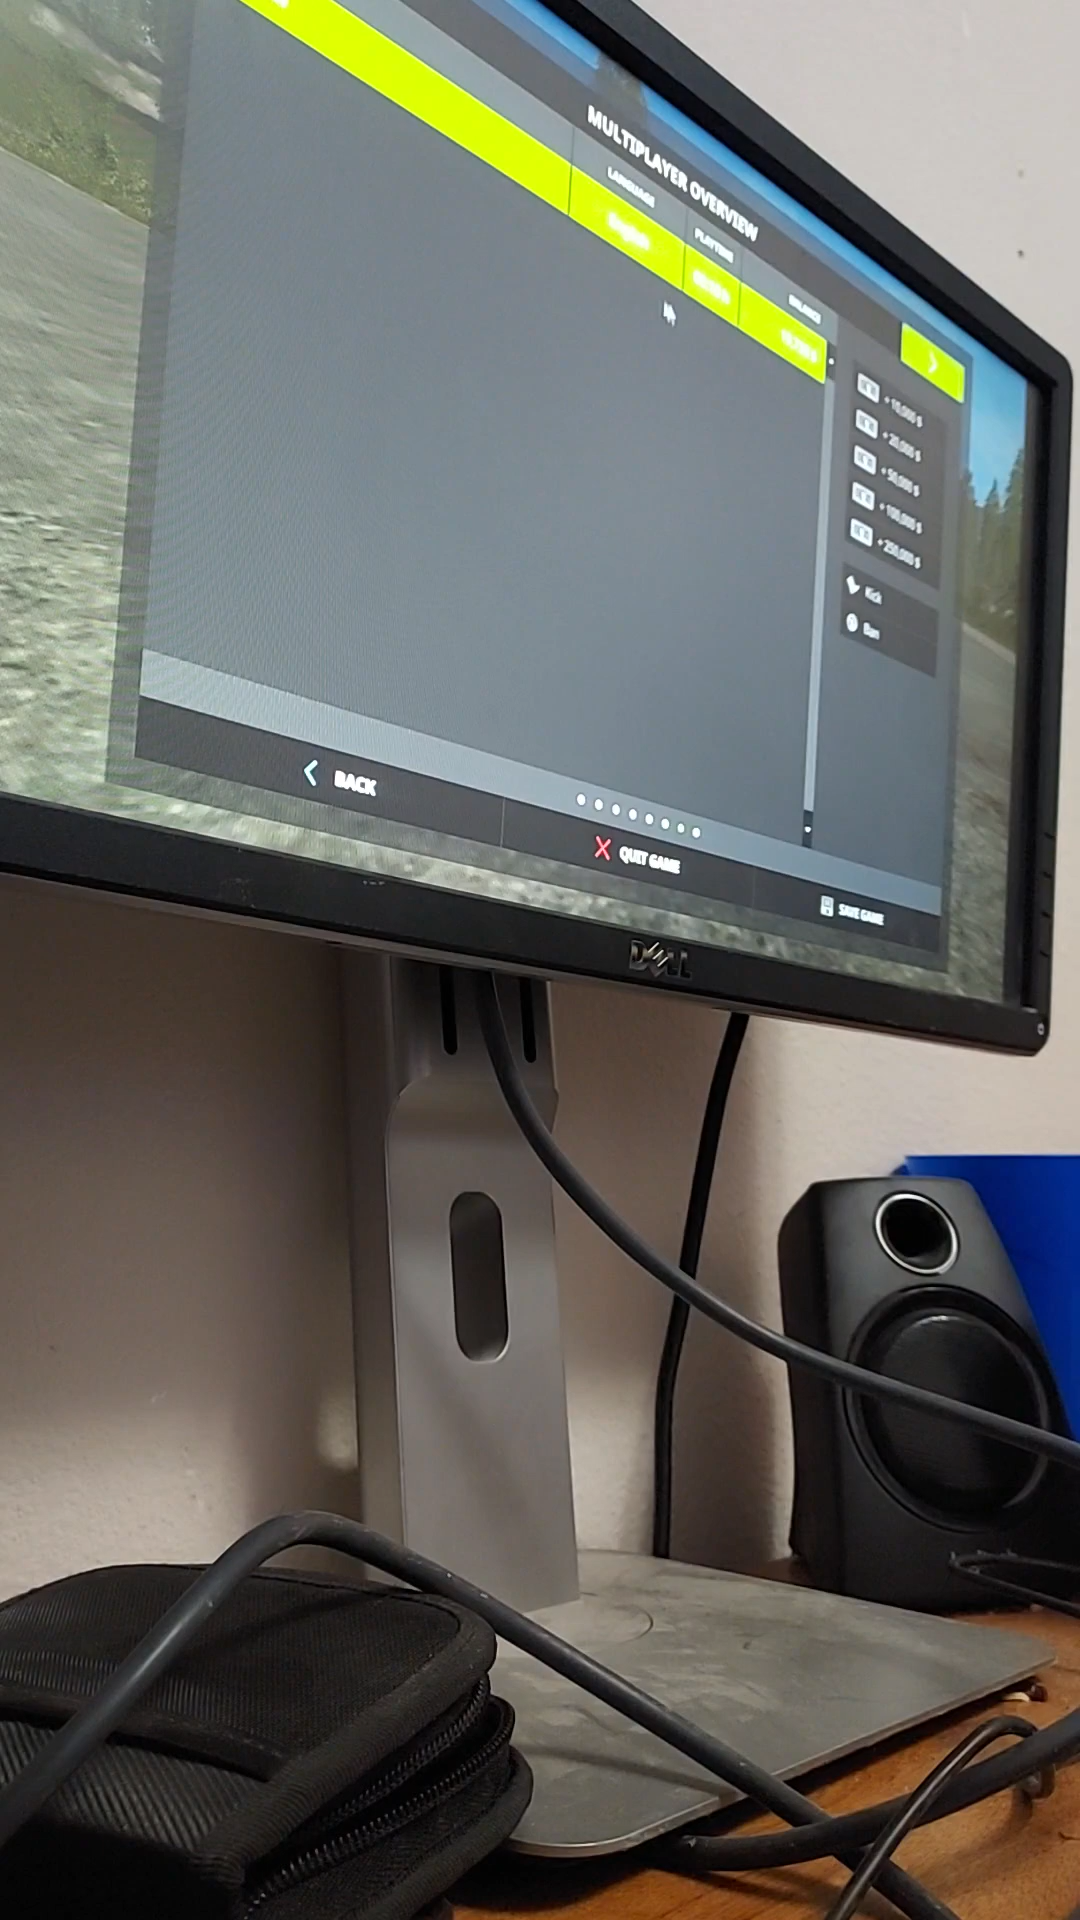 MULTIPLAYER OVERVIEW
LANGUAGE
PLAYTIME
BALANCE
English
+ 10,000 $
+ 20,000 $
+ 50,000 $
+ 100,000 $
+ 250,000 $
Kick
Ban
BACK
QUIT GAME
SAVE GAME
DELL